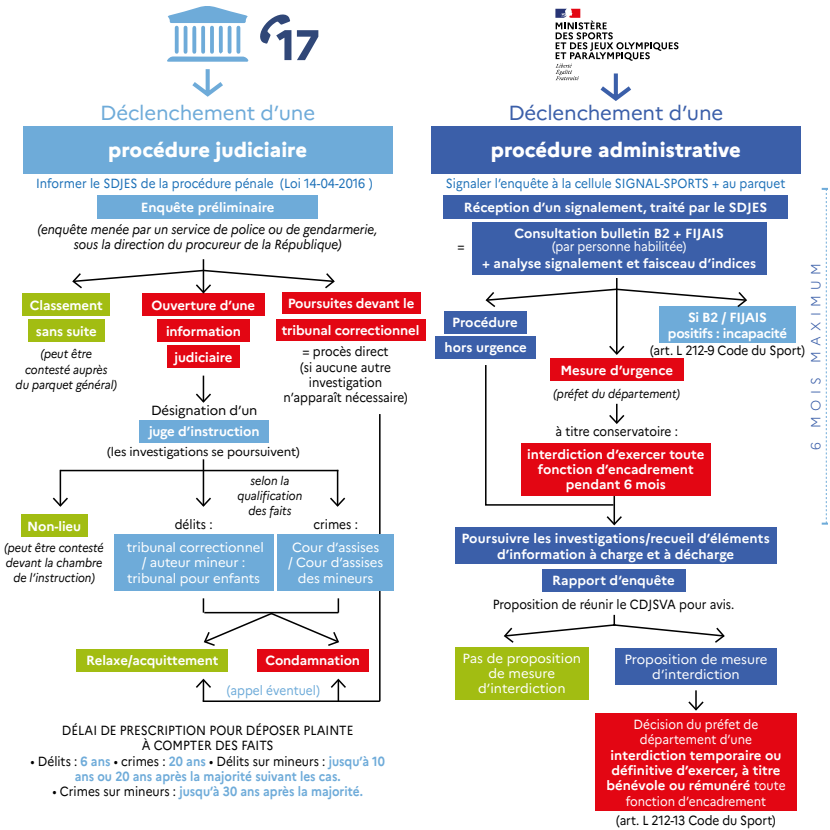 17
Déclenchement d'une
procédure judiciaire
Informer le SDJES de la procédure pénale (Loi 14-04-2016 )
Enquête préliminaire
(enquête menée par un service de police ou de gendarmerie,
sous la direction du procureur de la République)
Classement
sans suite
(peut être
contesté auprès
du parquet général)
Ouverture d'une
information
judiciaire
Poursuites devant le
tribunal correctionnel
= procès direct
(si aucune autre
investigation
n'apparaît nécessaire)
Désignation d'un
juge d'instruction
(les investigations se poursuivent)
selon la
qualification
des faits
Non-lieu
(peut être contesté
devant la chambre
de l'instruction)
délits :
tribunal correctionnel
/ auteur mineur :
tribunal pour enfants
crimes :
Cour d'assises
/ Cour d'assises
des mineurs
Relaxe/acquittement
Condamnation
(appel éventuel)
DÉLAI DE PRESCRIPTION POUR DÉPOSER PLAINTE
À COMPTER DES FAITS
• Délits : 6 ans • crimes : 20 ans • Délits sur mineurs : jusqu'à 10
ans ou 20 ans après la majorité suivant les cas.
• Crimes sur mineurs : jusqu'à 30 ans après la majorité.
MINISTÈRE
DES SPORTS
ET DES JEUX OLYMPIQUES
ET PARALYMPIQUES
Liberté
Égalité
Fraternité
Déclenchement d'une
procédure administrative
Signaler l'enquête à la cellule SIGNAL-SPORTS + au parquet
Réception d'un signalement, traité par le SDJES
=
Consultation bulletin B2 + FIJAIS
(par personne habilitée)
+ analyse signalement et faisceau d'indices
Procédure
hors urgence
Mesure d'urgence
(préfet du département)
Si B2 / FIJAIS
positifs : incapacité
(art. L 212-9 Code du Sport)
à titre conservatoire :
interdiction d'exercer toute
fonction d'encadrement
pendant 6 mois
6 MOIS MAXIMUM
Poursuivre les investigations/recueil d'éléments
d'information à charge et à décharge
Rapport d'enquête
Proposition de réunir le CDJSVA pour avis.
Pas de proposition
de mesure
d'interdiction
Proposition de mesure
d'interdiction
Décision du préfet de
département d'une
interdiction temporaire ou
définitive d'exercer, à titre
bénévole ou rémunéré toute
fonction d'encadrement
(art. L 212-13 Code du Sport)